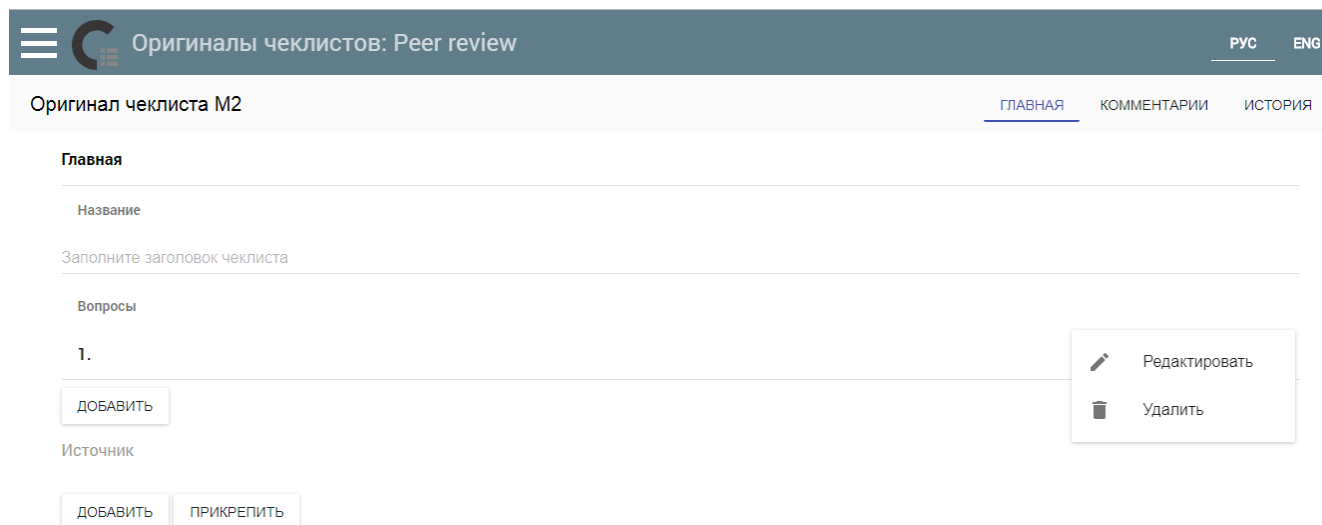 Оригиналы чеклистов: Peer review
РУС ENG
Оригинал чеклиста М2
ГЛАВНАЯ КОММЕНТАРИИ ИСТОРИЯ
Главная
Название
Заполните заголовок чеклиста
Вопросы
1.
Редактировать
Удалить
ДОБАВИТЬ
Источник
ДОБАВИТЬ ПРИКРЕПИТЬ